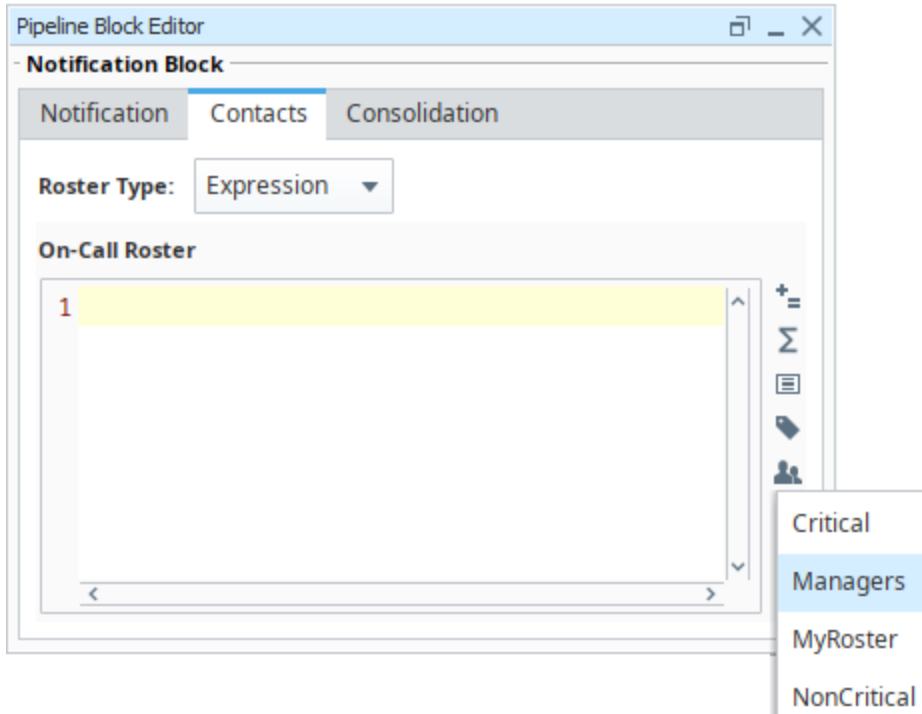 Pipeline Block Editor
Notification Block
Notification Contacts Consolidation
Roster Type: Expression
On-Call Roster
1
Critical
Managers
MyRoster
NonCritical